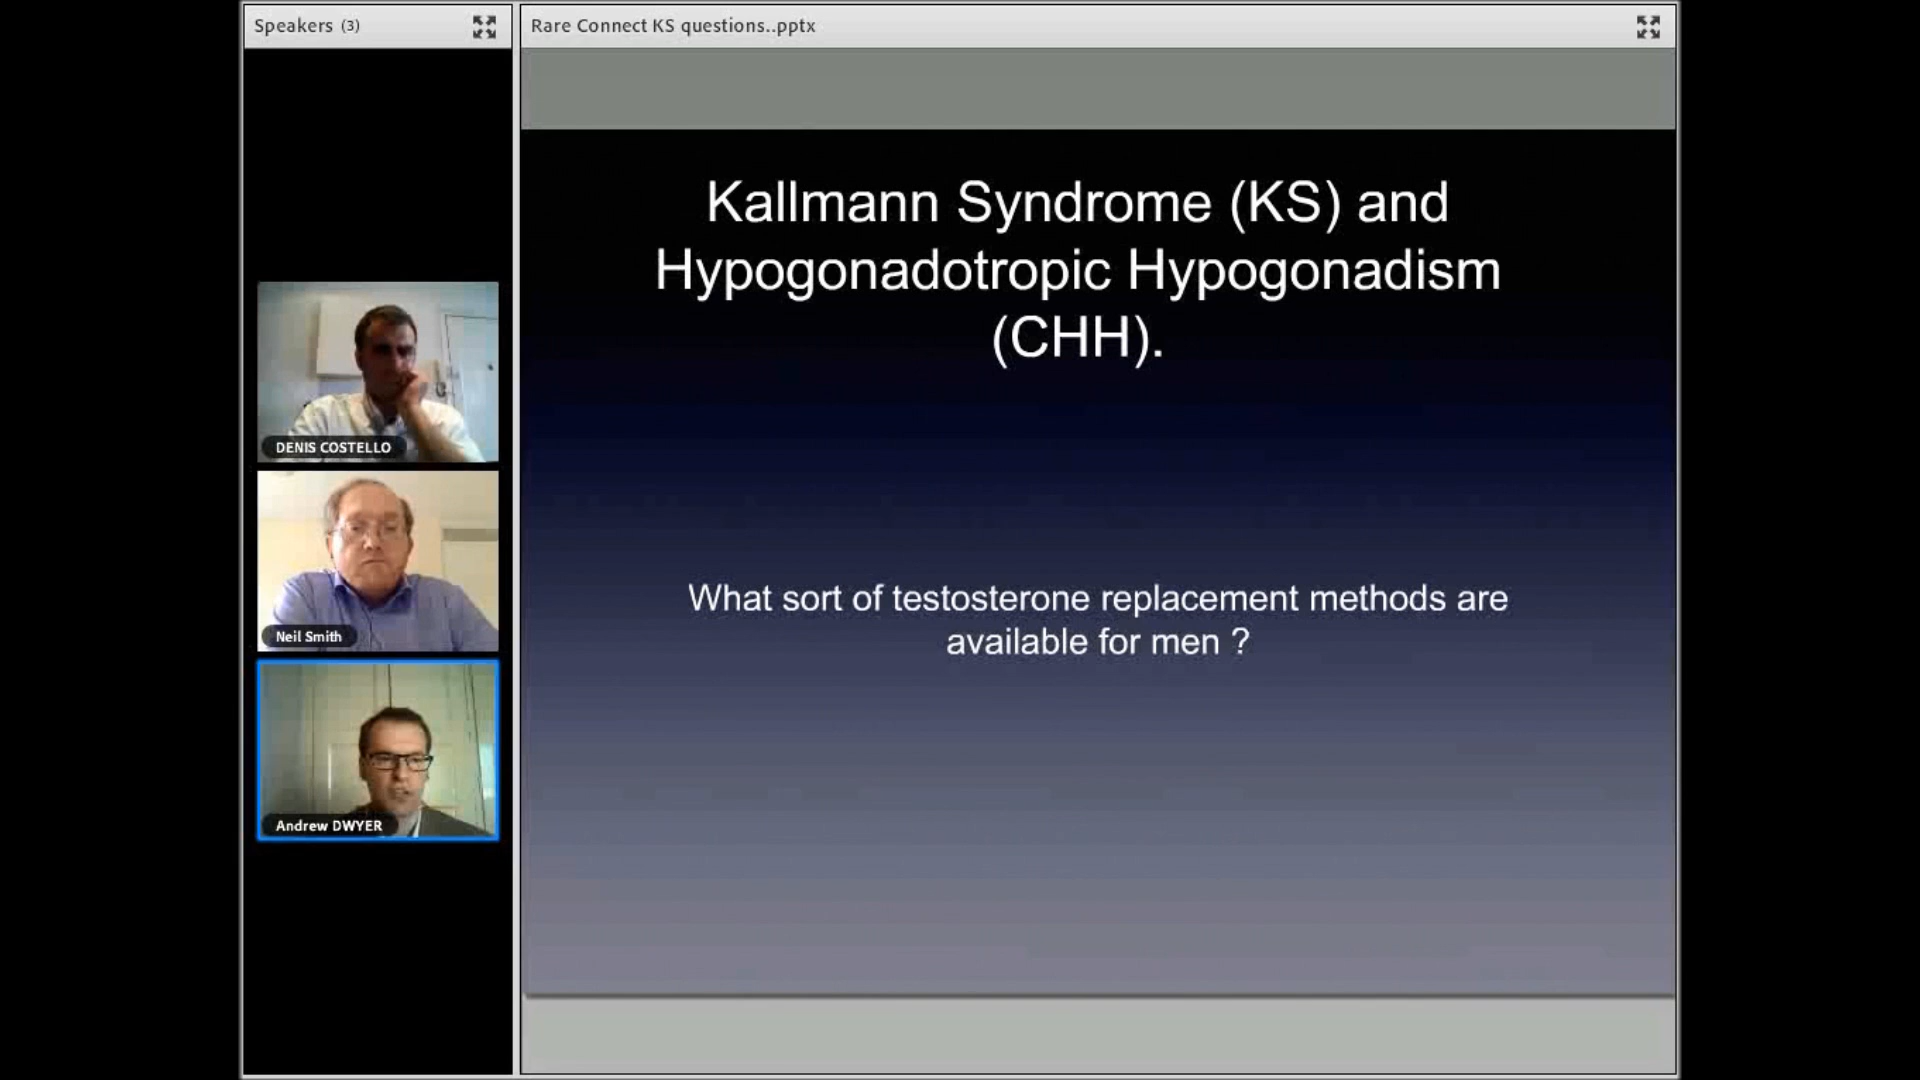 Speakers (3)
Rare Connect KS questions..pptx
Kallmann Syndrome (KS) and
Hypogonadotropic Hypogonadism
(CHH).
What sort of testosterone replacement methods are
available for men ?
DENIS COSTELLO
Neil Smith
Andrew DWYER